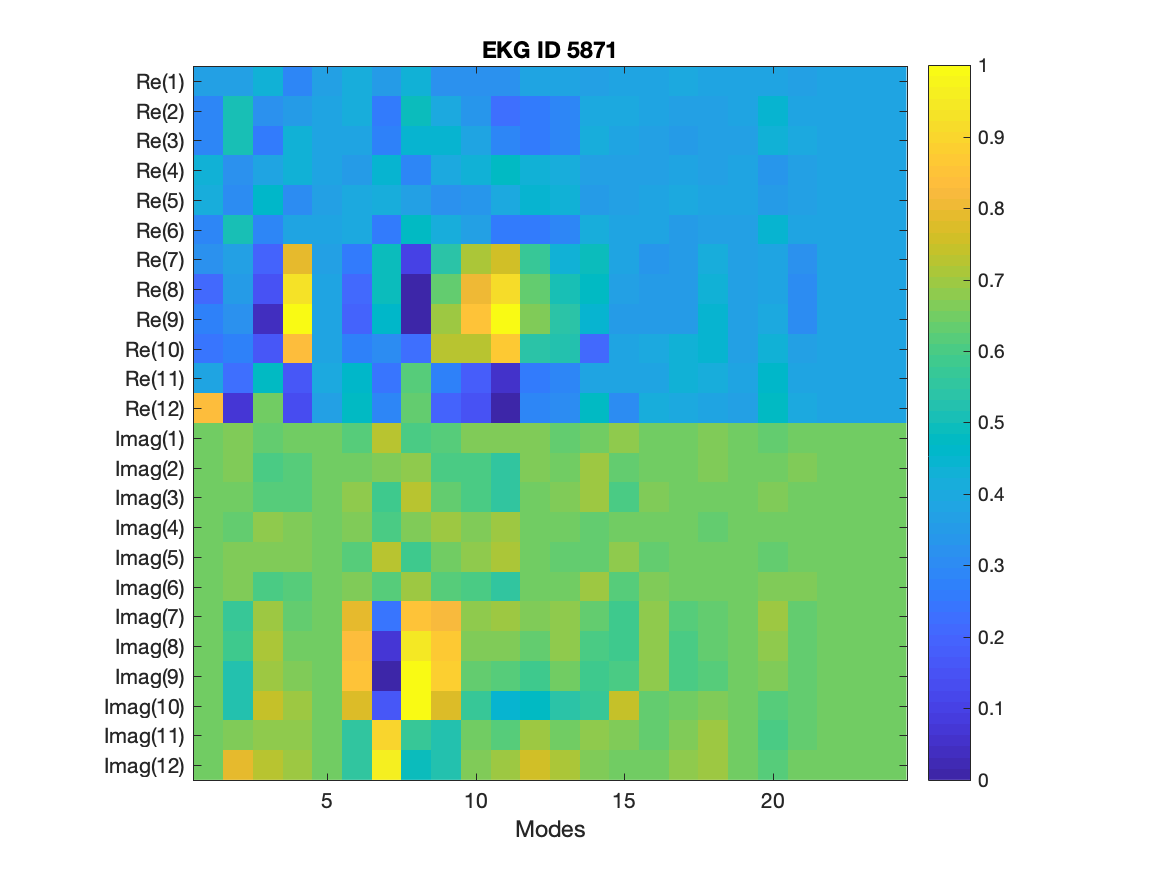 EKG ID 5871
Re(1)
Re(2)
Re(3)
Re(4)
Re(5)
Re(6)
Re(7)
Re(8)
Re(9)
Re(10)
Re(11)
Re(12)
Imag(1)
Imag(2)
Imag(3)
Imag(4)
Imag(5)
Imag(6)
Imag(7)
Imag(8)
Imag(9)
Imag(10)
Imag(11)
Imag(12)
5 10 15 20
Modes
1
0.9
0.8
0.7
0.6
0.5
0.4
0.3
0.2
0.1
0